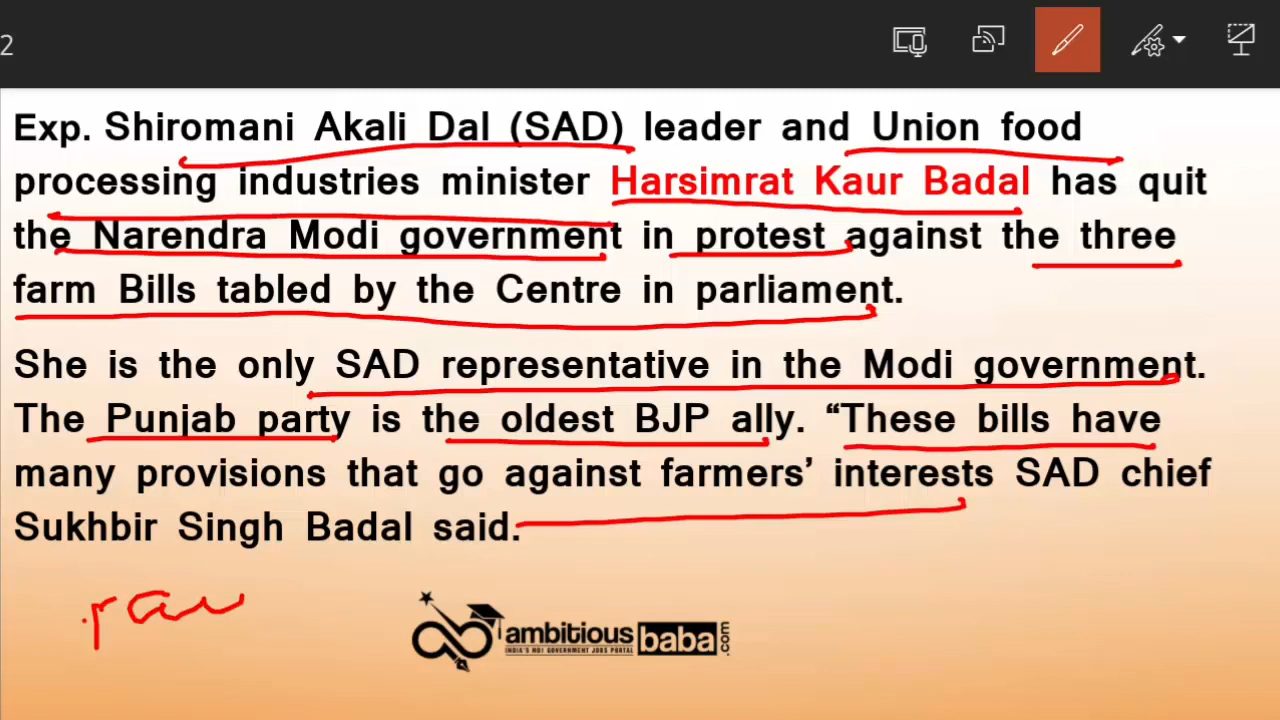 2
Exp. Shiromani Akali Dal (SAD) leader and Union food
processing industries minister Harsimrat Kaur Badal has quit
the Narendra Modi government in protest against the three
farm Bills tabled by the Centre in parliament.
She is the only SAD representative in the Modi government.
The Punjab party is the oldest BJP ally. “These bills have
many provisions that go against farmers’ interests SAD chief
Sukhbir Singh Badal said.
ambitiousbaba.com
INDIA'S NO1 GOVERNMENT JOBS PORTAL